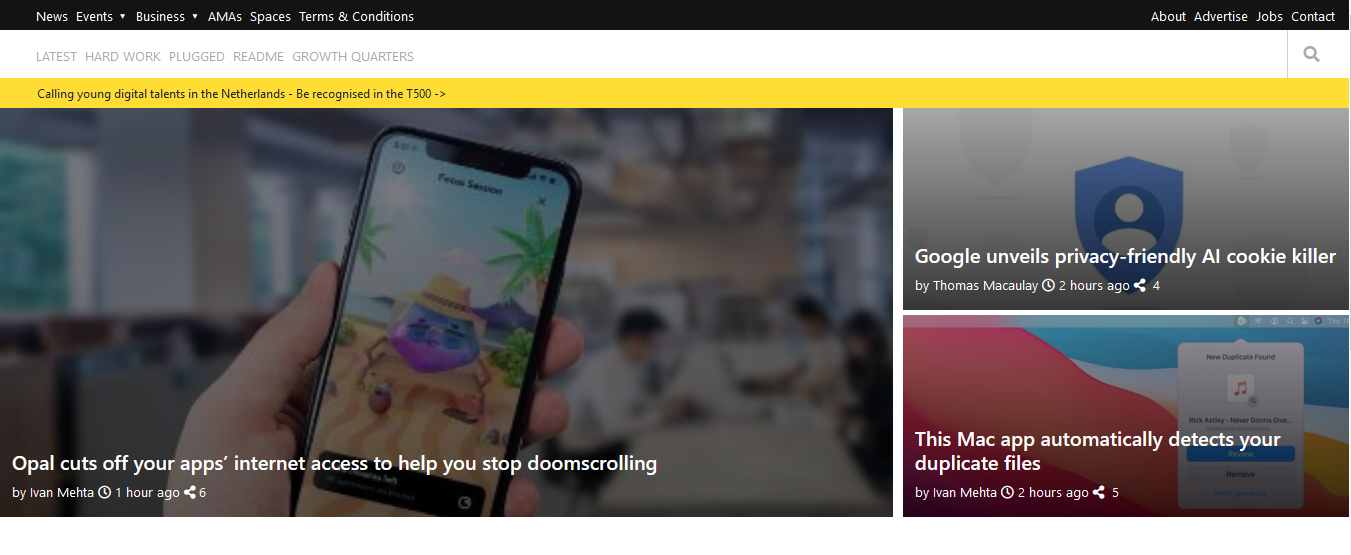 News Events ▼ Business ▼ AMAs Spaces Terms & Conditions
About Advertise Jobs Contact
LATEST HARD WORK PLUGGED README GROWTH QUARTERS
Calling young digital talents in the Netherlands - Be recognised in the T500 ->
Focus Session
Opal cuts off your apps’ internet access to help you stop doomscrolling
by Ivan Mehta 1 hour ago 6
Google unveils privacy-friendly AI cookie killer
by Thomas Macaulay 2 hours ago 4
New Duplicate Found
Rick Astley - Never Gonna Give...
This Mac app automatically detects your
duplicate files
Review
Remove
Add to Ignore List
by Ivan Mehta 2 hours ago 5